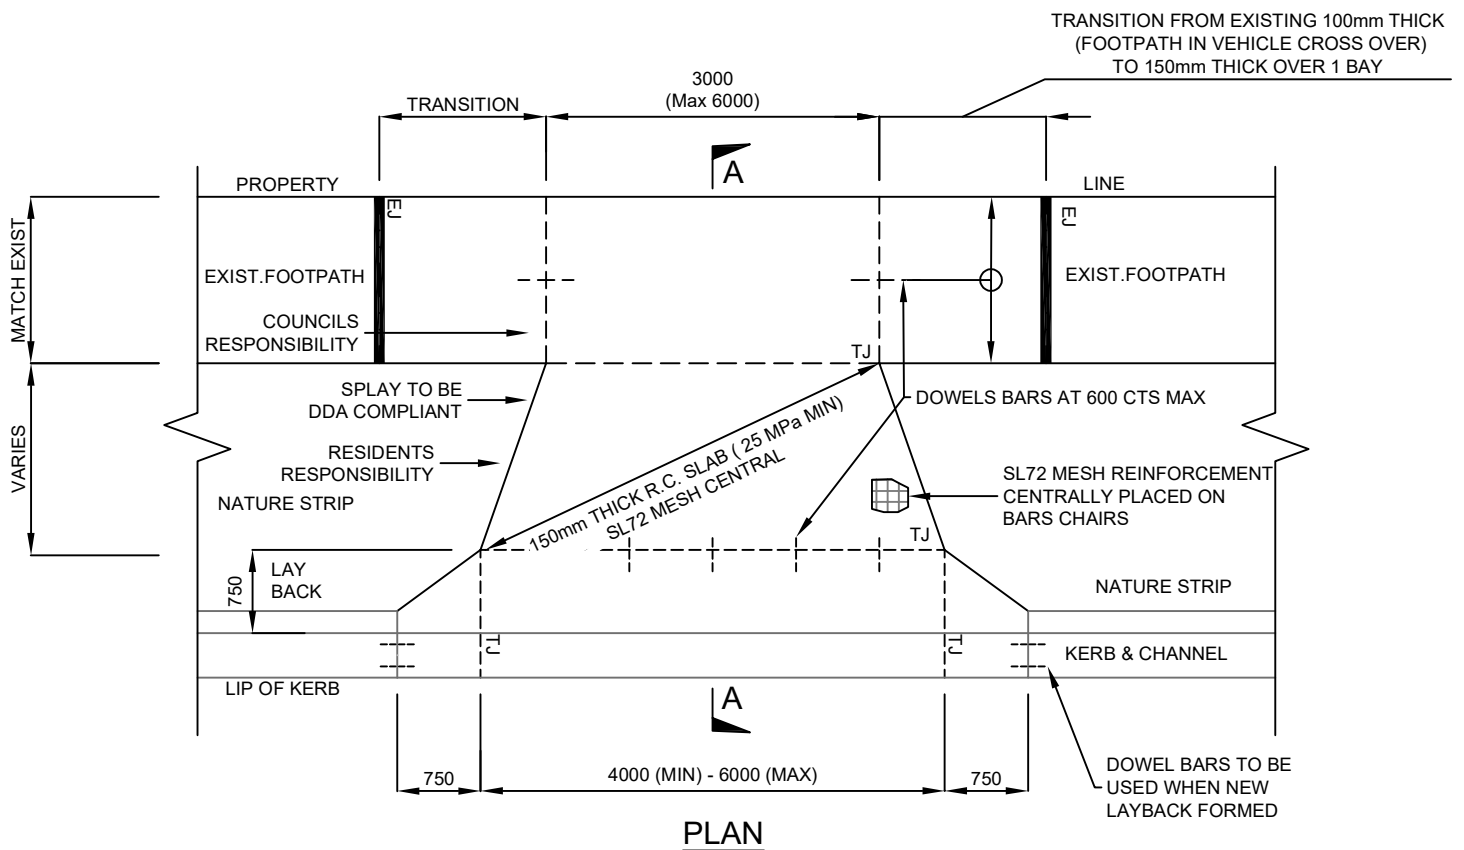 TRANSITION FROM EXISTING 100mm THICK
(FOOTPATH IN VEHICLE CROSS OVER)
TO 150mm THICK OVER 1 BAY
3000
(Max 6000)
TRANSITION
A
PROPERTY
LINE
EJ
EJ
MATCH EXIST
EXIST.FOOTPATH
EXIST.FOOTPATH
COUNCILS
RESPONSIBILITY
TJ
SPLAY TO BE
DDA COMPLIANT
DOWELS BARS AT 600 CTS MAX
VARIES
RESIDENTS
RESPONSIBILITY
150mm THICK R.C. SLAB ( 25 MPa MIN)
SL72 MESH CENTRAL
SL72 MESH REINFORCEMENT
CENTRALLY PLACED ON
BARS CHAIRS
NATURE STRIP
TJ
750
LAY
BACK
NATURE STRIP
TJ
TJ
KERB & CHANNEL
LIP OF KERB
A
750
4000 (MIN) - 6000 (MAX)
750
DOWEL BARS TO BE
USED WHEN NEW
LAYBACK FORMED
PLAN